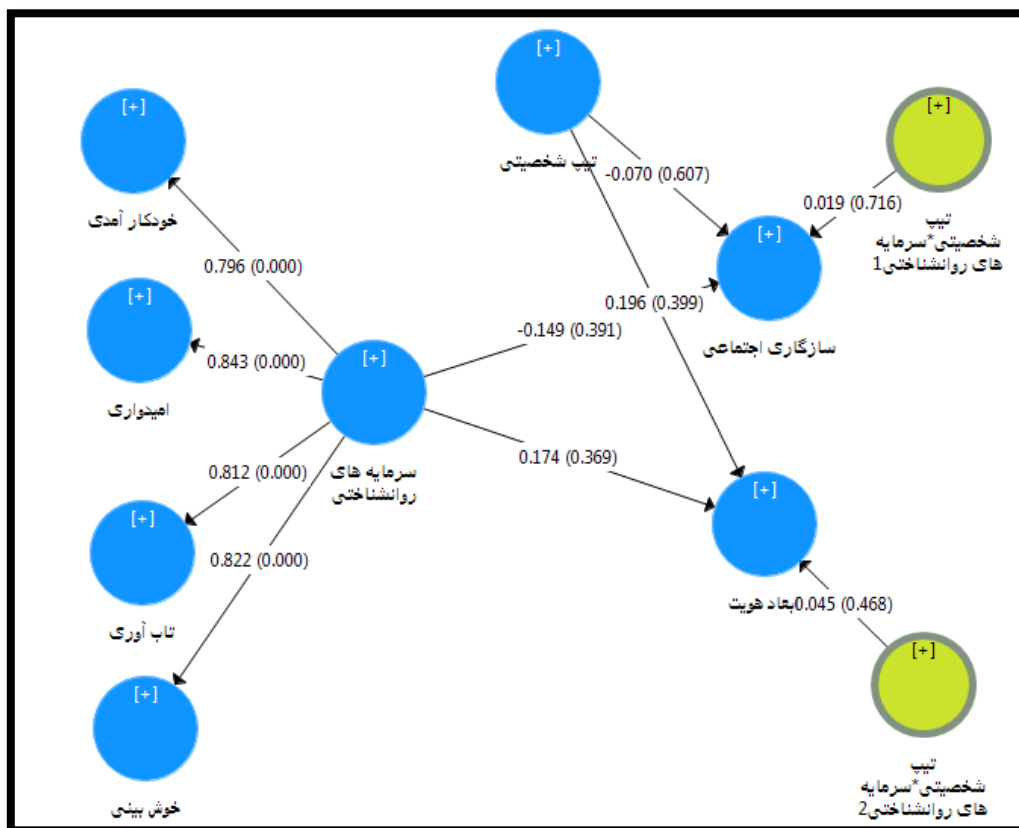 [+]
تیپ شخصیتی
[+]
خودکار آمدی
[+]
تیپ
شخصیتی*سرمایه
های روانشناختی1
-0.070 (0.607)
0.019 (0.716)
[+]
سازگاری اجتماعی
0.796 (0.000)
[+]
امیدواری
0.843 (0.000)
0.196 (0.399)
-0.149 (0.391)
[+]
سرمایه های
روانشناختی
0.812 (0.000)
0.174 (0.369)
[+]
تاب آوری
[+]
بعاد هویت
0.822 (0.000)
0.045 (0.468)
[+]
خوش بینی
[+]
تیپ
شخصیتی*سرمایه
های روانشناختی2